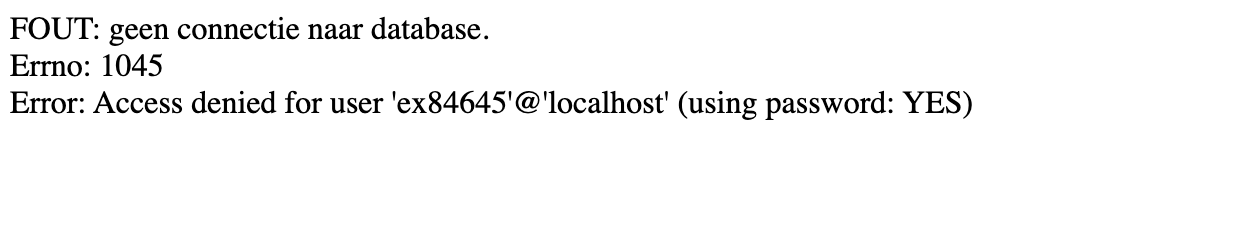 FOUT: geen connectie naar database.
Errno: 1045
Error: Access denied for user 'ex84645'@'localhost' (using password: YES)